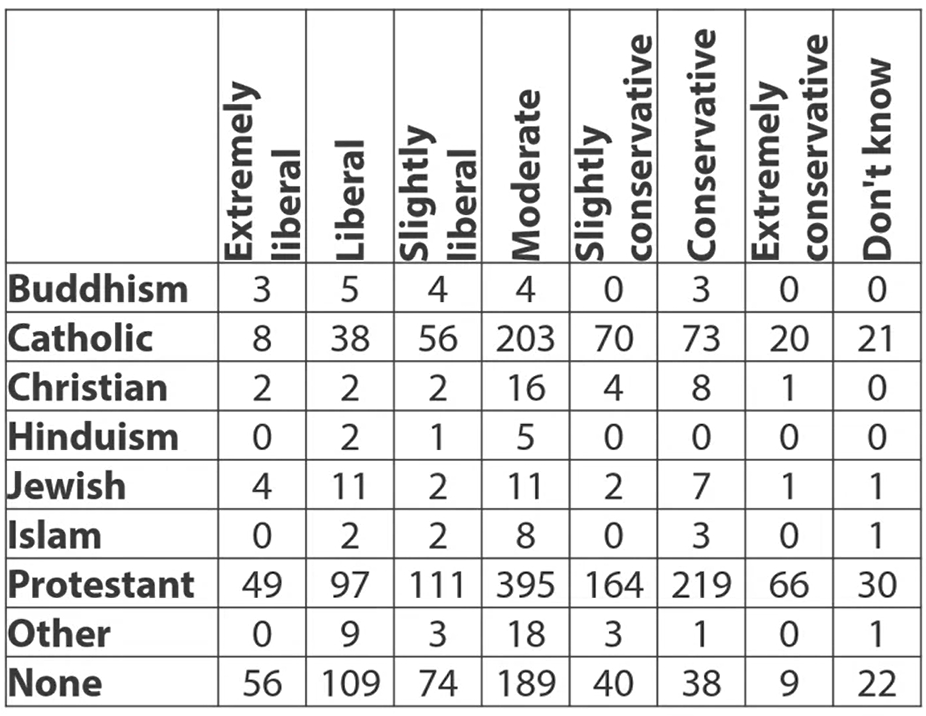 Extremely liberal Liberal Slightly liberal Moderate Slightly conservative Conservative Extremely conservative Don't know
Buddhism 3 5 4 4 0 3 0 0
Catholic 8 38 56 203 70 73 20 21
Christian 2 2 2 16 4 8 1 0
Hinduism 0 2 1 5 0 0 0 0
Jewish 4 11 2 11 2 7 1 1
Islam 0 2 2 8 0 3 0 1
Protestant 49 97 111 395 164 219 66 30
Other 0 9 3 18 3 1 0 1
None 56 109 74 189 40 38 9 22